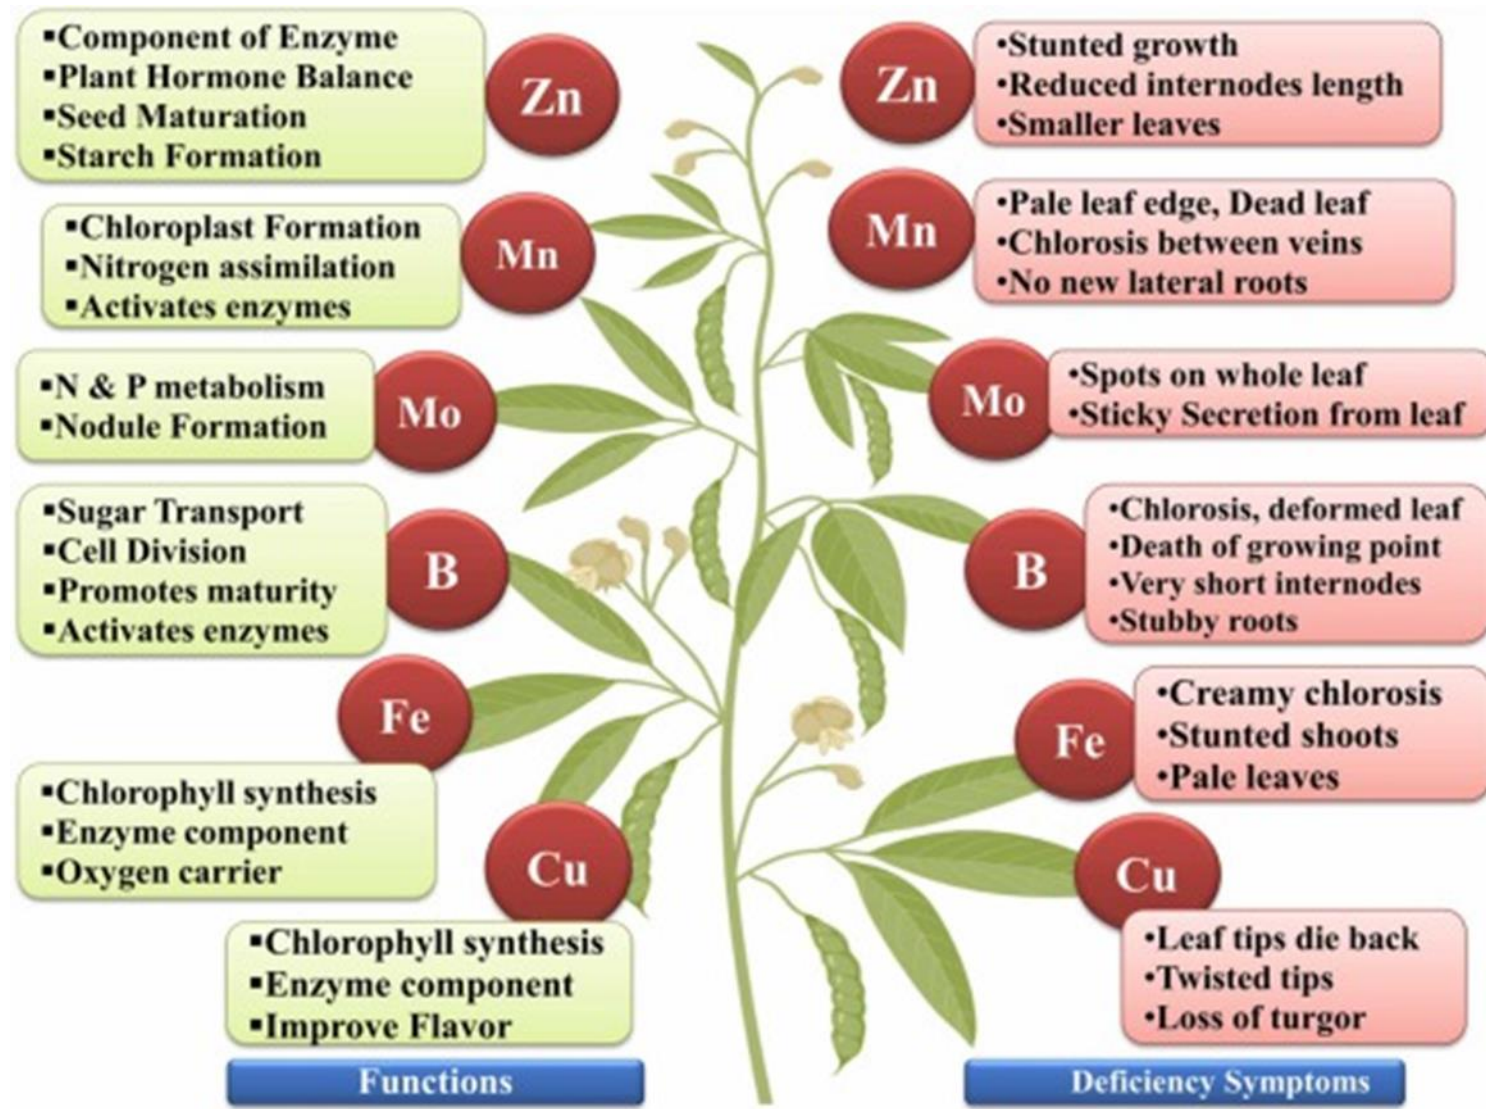 ▪Component of Enzyme
▪Plant Hormone Balance
▪Seed Maturation
▪Starch Formation
Zn
▪Chloroplast Formation
▪Nitrogen assimilation
▪Activates enzymes
Mn
▪N & P metabolism
▪Nodule Formation
Mo
▪Sugar Transport
▪Cell Division
▪Promotes maturity
▪Activates enzymes
B
Fe
▪Chlorophyll synthesis
▪Enzyme component
▪Oxygen carrier
Cu
▪Chlorophyll synthesis
▪Enzyme component
▪Improve Flavor
Functions
Zn
•Stunted growth
•Reduced internodes length
•Smaller leaves
Mn
•Pale leaf edge, Dead leaf
•Chlorosis between veins
•No new lateral roots
Mo
•Spots on whole leaf
•Sticky Secretion from leaf
B
•Chlorosis, deformed leaf
•Death of growing point
•Very short internodes
•Stubby roots
Fe
•Creamy chlorosis
•Stunted shoots
•Pale leaves
Cu
•Leaf tips die back
•Twisted tips
•Loss of turgor
Deficiency Symptoms